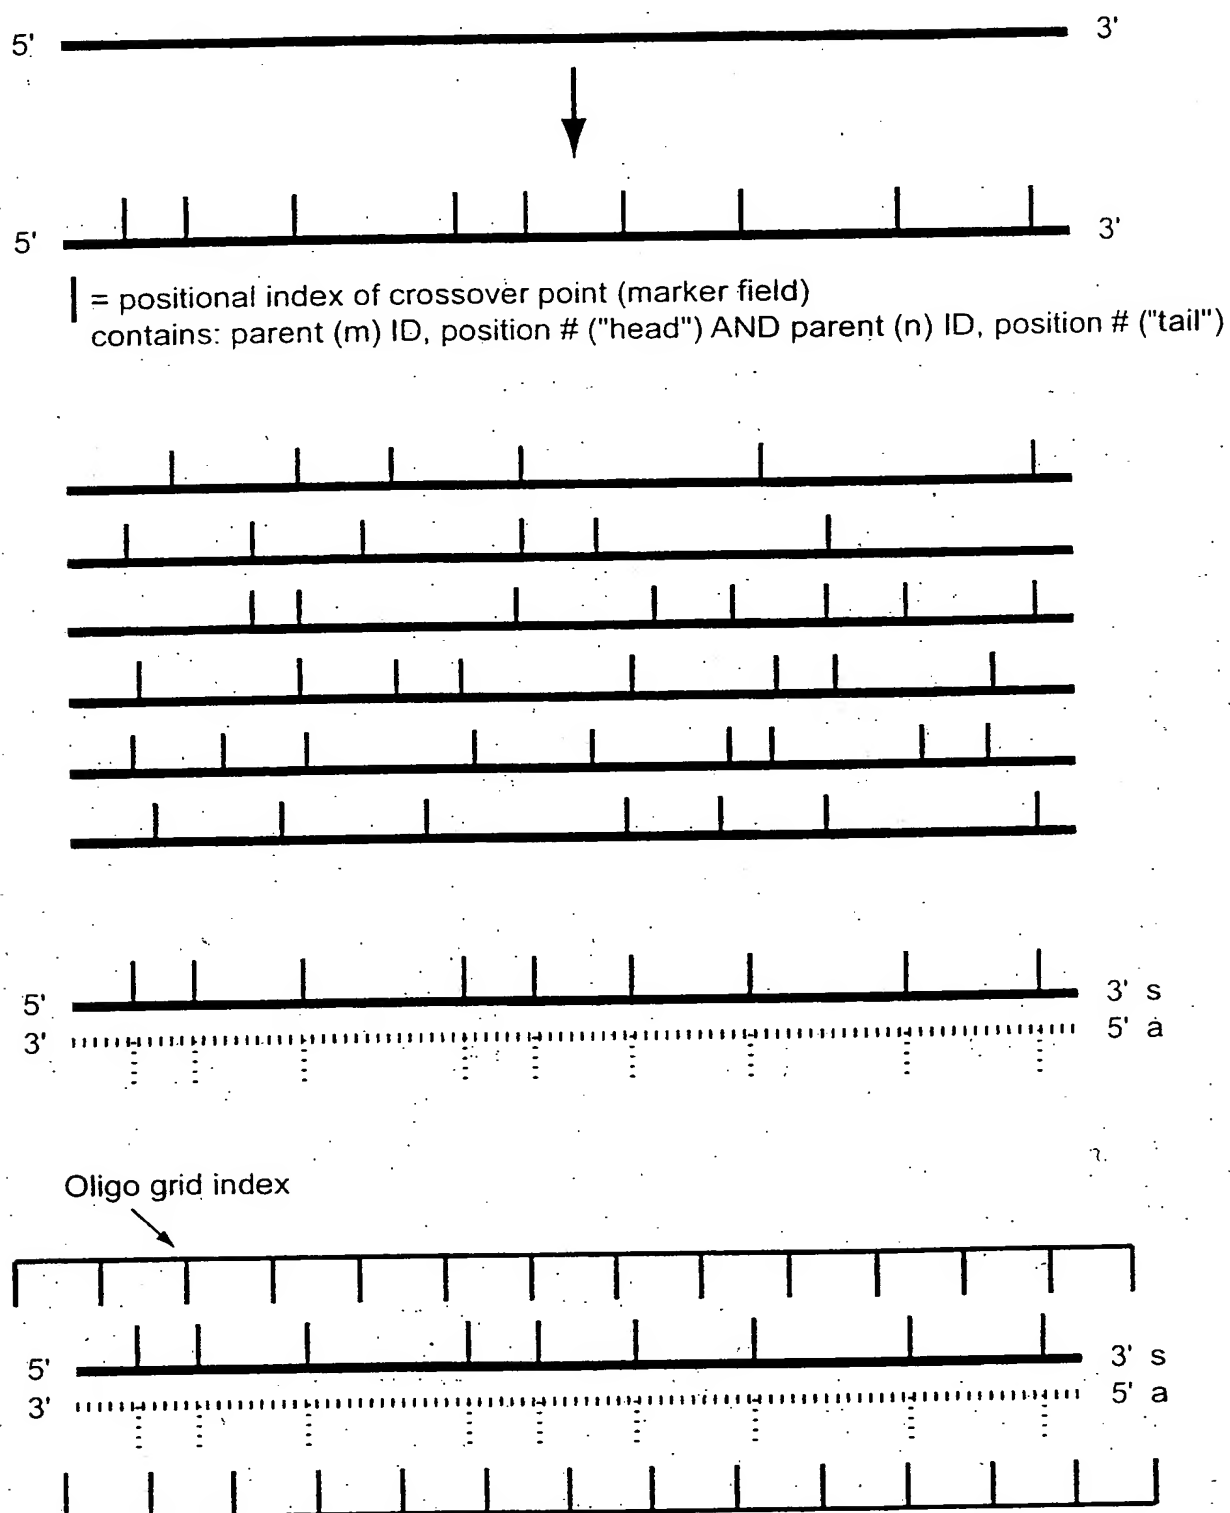 5' 3'
5' 3'
= positional index of crossover point (marker field)
contains: parent (m) ID, position # ("head") AND parent (n) ID, position # ("tail")
5' 3' s
3' 5' a
Oligo grid index
5' 3' s
3' 5' a